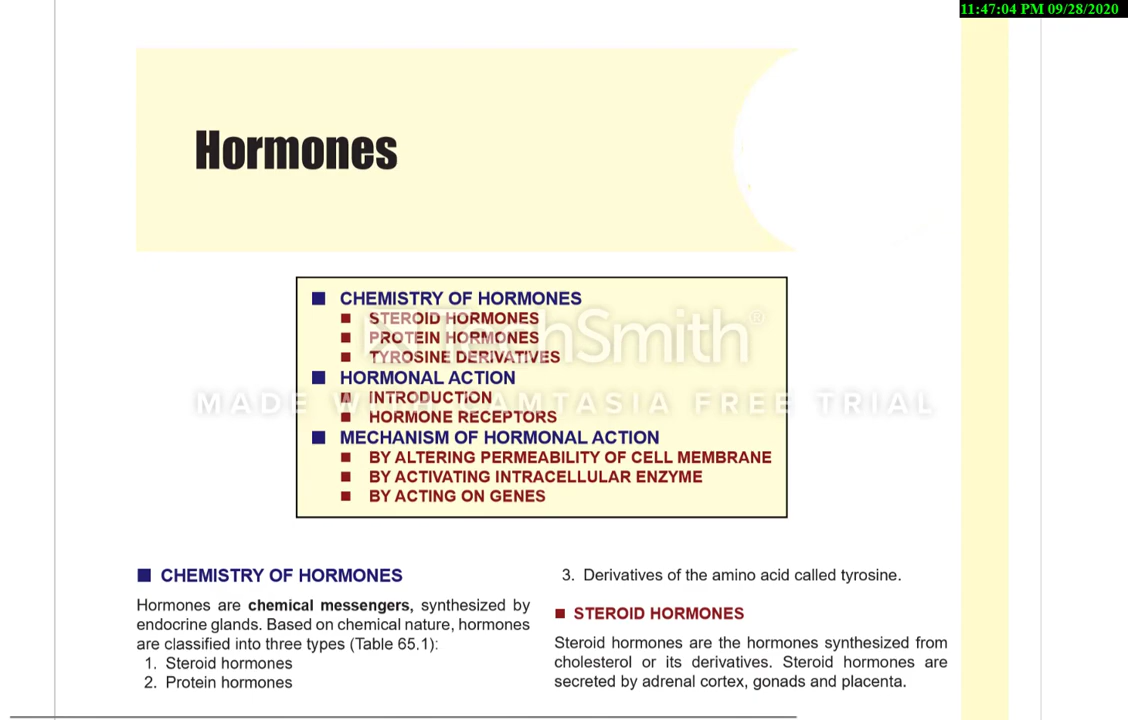 11:47:04 PM 09/28/2020
Hormones
■ CHEMISTRY OF HORMONES
■ STEROID HORMONES
■ PROTEIN HORMONES
■ TYROSINE DERIVATIVES
■ HORMONAL ACTION
■ INTRODUCTION
■ HORMONE RECEPTORS
■ MECHANISM OF HORMONAL ACTION
■ BY ALTERING PERMEABILITY OF CELL MEMBRANE
■ BY ACTIVATING INTRACELLULAR ENZYME
■ BY ACTING ON GENES
TechSmith®
MADE WITH CAMTASIA FREE TRIAL
■ CHEMISTRY OF HORMONES
Hormones are chemical messengers, synthesized by
endocrine glands. Based on chemical nature, hormones
are classified into three types (Table 65.1):
1. Steroid hormones
2. Protein hormones
3. Derivatives of the amino acid called tyrosine.
■ STEROID HORMONES
Steroid hormones are the hormones synthesized from
cholesterol or its derivatives. Steroid hormones are
secreted by adrenal cortex, gonads and placenta.